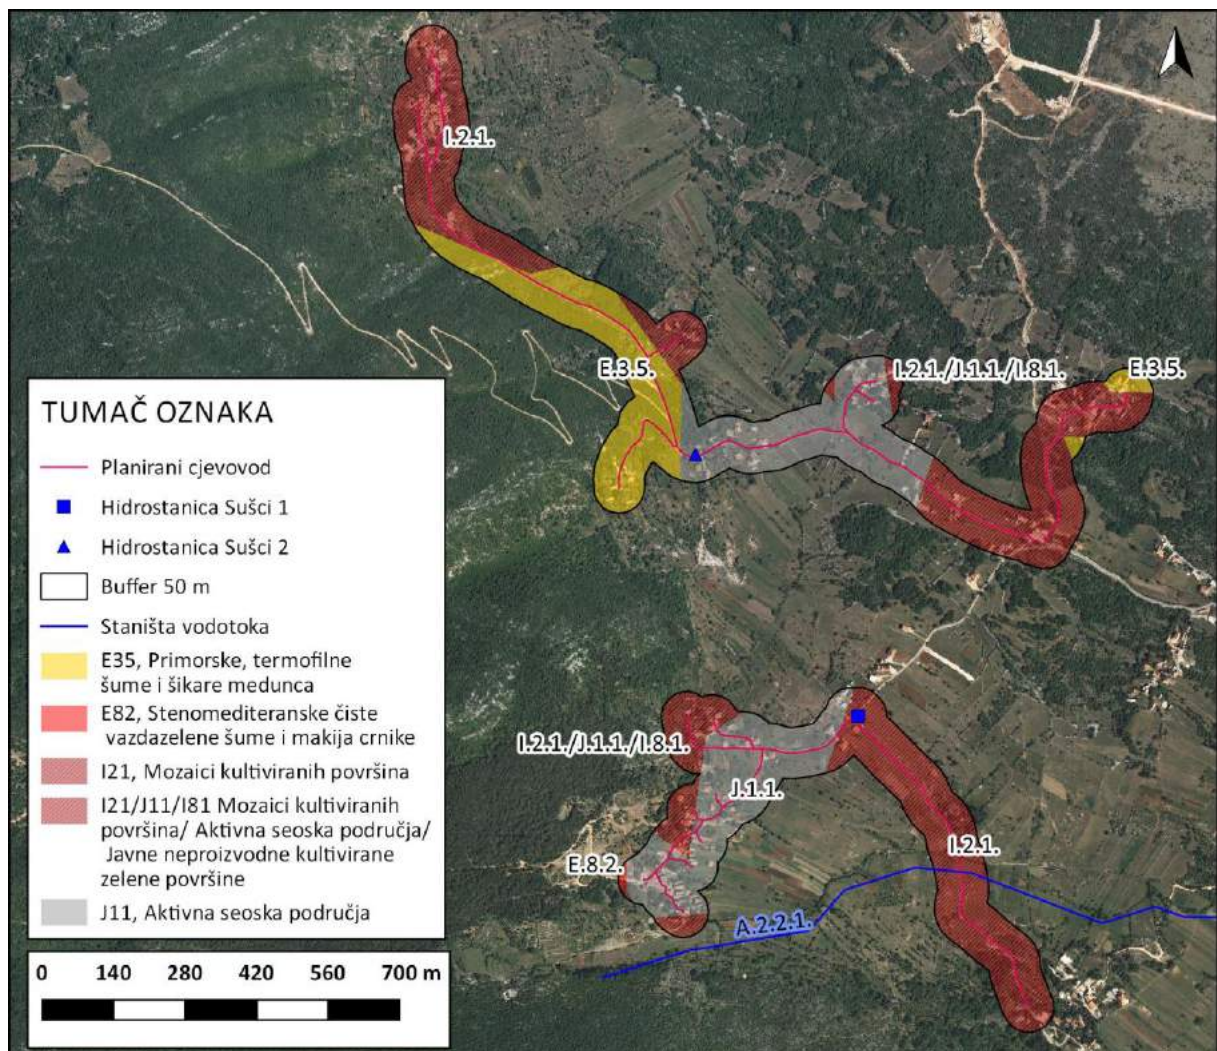 I.2.1.
E.3.5.
I.2.1./J.1.1./I.8.1.
E.3.5.
TUMAČ OZNAKA
Planirani cjevovod
Hidrostanica Sušci 1
Hidrostanica Sušci 2
Buffer 50 m
Staništa vodotoka
E35, Primorske, termofilne
šume i šikare medunca
E82, Stenomediteranske čiste
vazdazelene šume i makija crnike
I21, Mozaici kultiviranih površina
I21/J11/I81 Mozaici kultiviranih
površina/ Aktivna seoska područja/
Javne neproizvodne kultivirane
zelene površine
J11, Aktivna seoska područja
0 140 280 420 560 700 m
I.2.1./J.1.1./I.8.1.
J.1.1.
I.2.1.
E.8.2.
A.2.2.1.